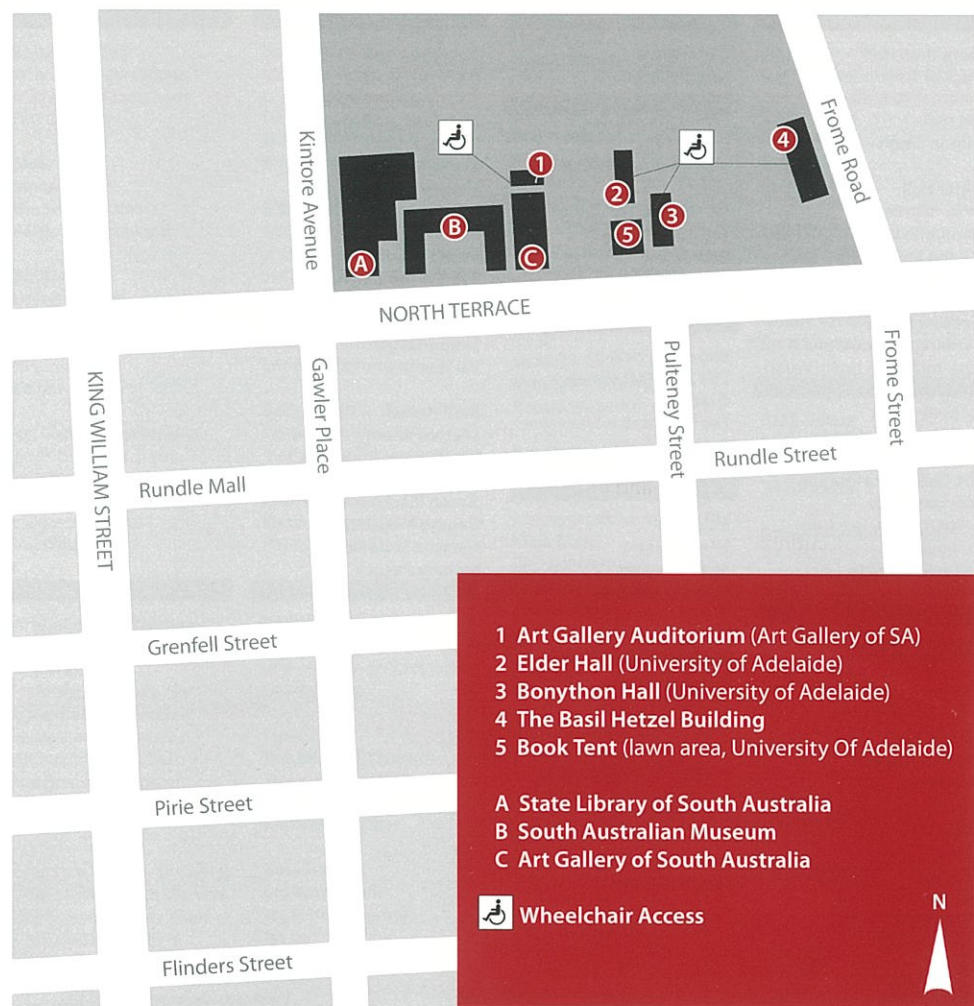 Kintore Avenue
Frome Road
1
2
3
4
5
A
B
C
NORTH TERRACE
KING WILLIAM STREET
Gawler Place
Pulteney Street
Frome Street
Rundle Mall
Rundle Street
Grenfell Street
Pirie Street
Flinders Street
1 Art Gallery Auditorium (Art Gallery of SA)
2 Elder Hall (University of Adelaide)
3 Bonython Hall (University of Adelaide)
4 The Basil Hetzel Building
5 Book Tent (lawn area, University Of Adelaide)
A State Library of South Australia
B South Australian Museum
C Art Gallery of South Australia
Wheelchair Access
N